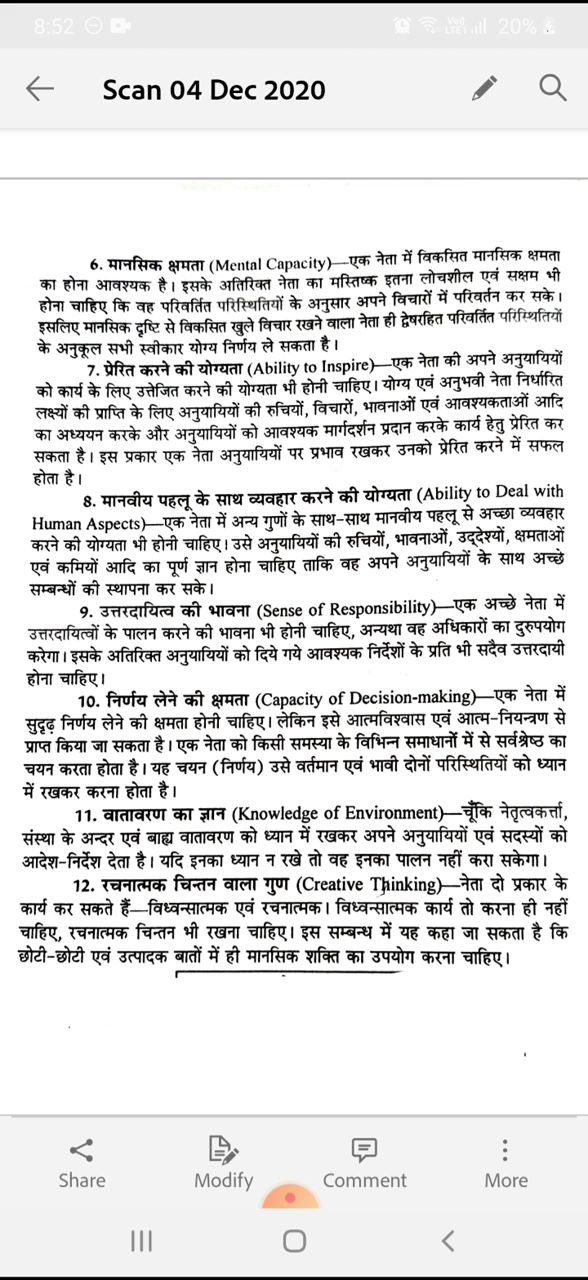 8:52
20%
Scan 04 Dec 2020
6. मानसिक क्षमता (Mental Capacity)—एक नेता में विकसित मानसिक क्षमता
का होना आवश्यक है। इसके अतिरिक्त नेता का मस्तिष्क इतना लोचशील एवं सक्षम भी
होना चाहिए कि वह परिवर्तित परिस्थितियों के अनुसार अपने विचारों में परिवर्तन कर सके।
इसलिए मानसिक दृष्टि से विकसित खुले विचार रखने वाला नेता ही द्वेषरहित परिवर्तित परिस्थितियों
के अनुकूल सभी स्वीकार योग्य निर्णय ले सकता है।
7. प्रेरित करने की योग्यता (Ability to Inspire)—एक नेता की अपने अनुयायियों
को कार्य के लिए उत्तेजित करने की योग्यता भी होनी चाहिए। योग्य एवं अनुभवी नेता निर्धारित
लक्ष्यों की प्राप्ति के लिए अनुयायियों की रुचियों, विचारों, भावनाओं एवं आवश्यकताओं आदि
का अध्ययन करके और अनुयायियों को आवश्यक मार्गदर्शन प्रदान करके कार्य हेतु प्रेरित कर
सकता है। इस प्रकार एक नेता अनुयायियों पर प्रभाव रखकर उनको प्रेरित करने में सफल
होता है।
8. मानवीय पहलू के साथ व्यवहार करने की योग्यता (Ability to Deal with
Human Aspects)—एक नेता में अन्य गुणों के साथ-साथ मानवीय पहलू से अच्छा व्यवहार
करने की योग्यता भी होनी चाहिए। उसे अनुयायियों की रुचियों, भावनाओं, उद्देश्यों, क्षमताओं
एवं कमियों आदि का पूर्ण ज्ञान होना चाहिए ताकि वह अपने अनुयायियों के साथ अच्छे
सम्बन्धों की स्थापना कर सके।
9. उत्तरदायित्व की भावना (Sense of Responsibility)—एक अच्छे नेता में
उत्तरदायित्वों के पालन करने की भावना भी होनी चाहिए, अन्यथा वह अधिकारों का दुरुपयोग
करेगा। इसके अतिरिक्त अनुयायियों को दिये गये आवश्यक निर्देशों के प्रति भी सदैव उत्तरदायी
होना चाहिए।
10. निर्णय लेने की क्षमता (Capacity of Decision-making)—एक नेता में
सुदृढ़ निर्णय लेने की क्षमता होनी चाहिए। लेकिन इसे आत्मविश्वास एवं आत्म-नियन्त्रण से
प्राप्त किया जा सकता है। एक नेता को किसी समस्या के विभिन्न समाधानों में से सर्वश्रेष्ठ का
चयन करता होता है। यह चयन (निर्णय) उसे वर्तमान एवं भावी दोनों परिस्थितियों को ध्यान
में रखकर करना होता है।
11. वातावरण का ज्ञान (Knowledge of Environment)—चूँकि नेतृत्वकर्त्ता,
संस्था के अन्दर एवं बाह्य वातावरण को ध्यान में रखकर अपने अनुयायियों एवं सदस्यों को
आदेश-निर्देश देता है। यदि इनका ध्यान न रखे तो वह इनका पालन नहीं करा सकेगा।
12. रचनात्मक चिन्तन वाला गुण (Creative Thinking)—नेता दो प्रकार के
कार्य कर सकते हैं—विध्वन्सात्मक एवं रचनात्मक। विध्वन्सात्मक कार्य तो करना ही नहीं
चाहिए, रचनात्मक चिन्तन भी रखना चाहिए। इस सम्बन्ध में यह कहा जा सकता है कि
छोटी-छोटी एवं उत्पादक बातों में ही मानसिक शक्ति का उपयोग करना चाहिए।
Share Modify Comment More